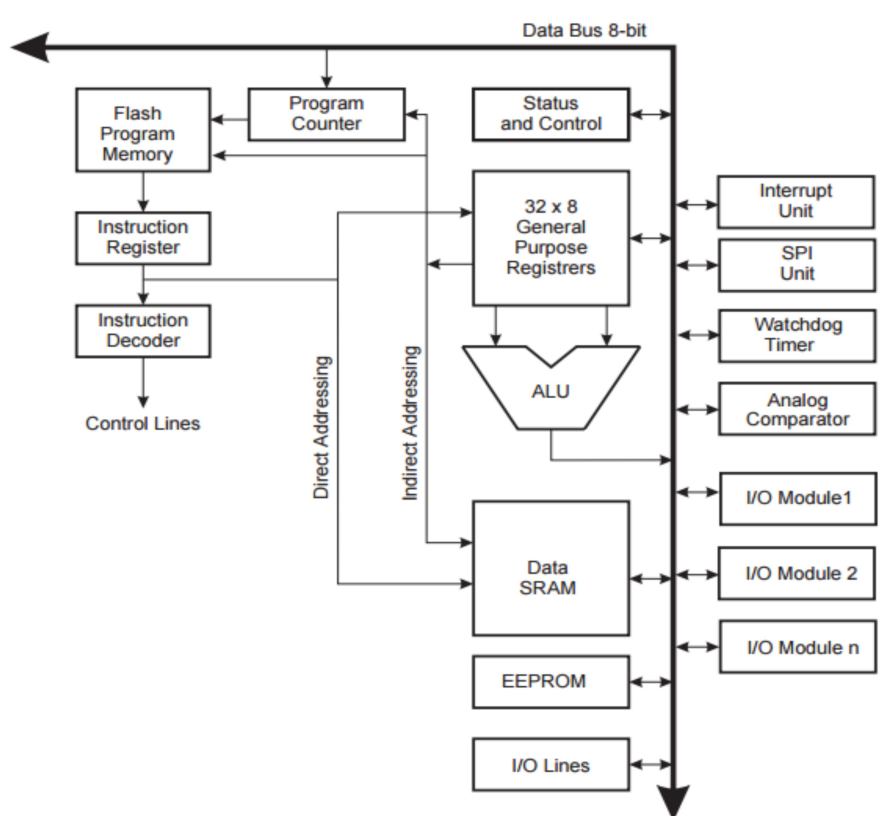 Data Bus 8-bit
Flash
Program
Memory
Program
Counter
Status
and Control
32 x 8
General
Purpose
Registrers
Interrupt
Unit
Instruction
Register
SPI
Unit
Instruction
Decoder
Watchdog
Timer
ALU
Control Lines
Direct Addressing
Indirect Addressing
Analog
Comparator
I/O Module1
Data
SRAM
I/O Module 2
I/O Module n
EEPROM
I/O Lines